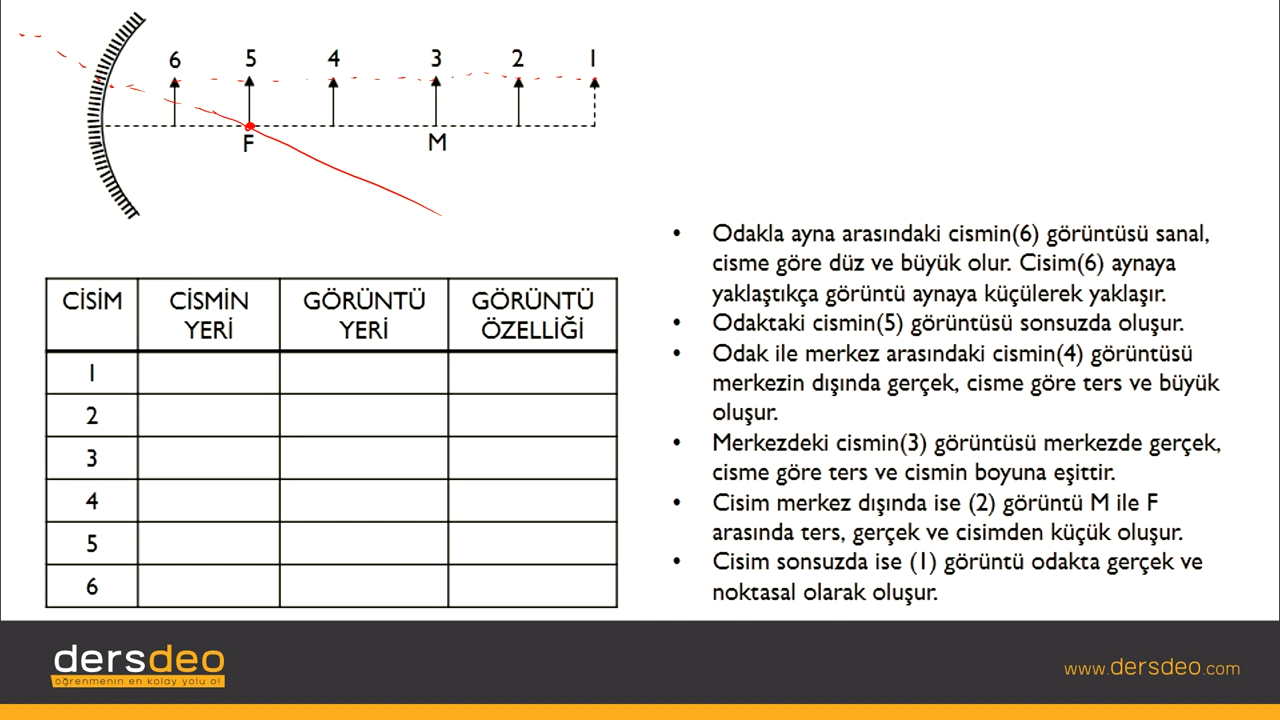 6 5 4 3 2 1
F M
CİSİM CİSMİN YERİ GÖRÜNTÜ YERİ GÖRÜNTÜ ÖZELLİĞİ
1
2
3
4
5
6
• Odakla ayna arasındaki cismin(6) görüntüsü sanal,
cisme göre düz ve büyük olur. Cisim(6) aynaya
yaklaştıkça görüntü aynaya küçülerek yaklaşır.
• Odaktaki cismin(5) görüntüsü sonsuzda oluşur.
• Odak ile merkez arasındaki cismin(4) görüntüsü
merkezin dışında gerçek, cisme göre ters ve büyük
oluşur.
• Merkezdeki cismin(3) görüntüsü merkezde gerçek,
cisme göre ters ve cismin boyuna eşittir.
• Cisim merkez dışında ise (2) görüntü M ile F
arasında ters, gerçek ve cisimden küçük oluşur.
• Cisim sonsuzda ise (1) görüntü odakta gerçek ve
noktasal olarak oluşur.
dersdeo
öğrenmenin en kolay yolu o!
www.dersdeo.com